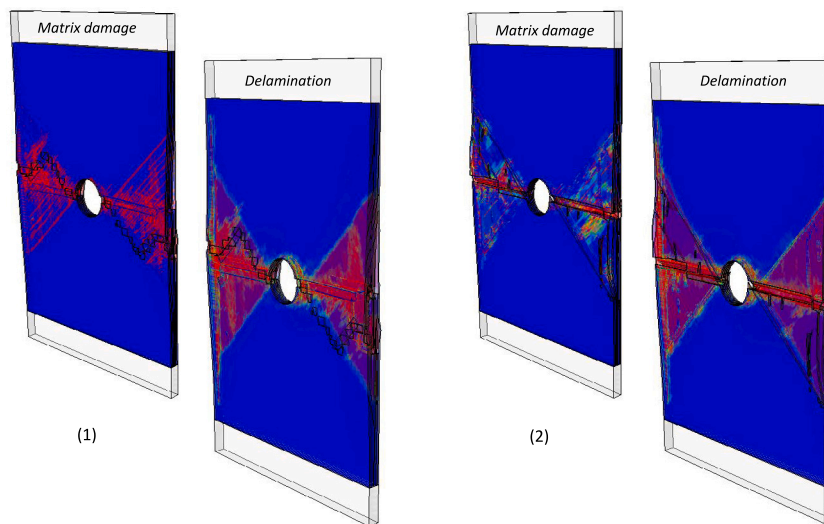 Matrix damage
Delamination
(1)
Matrix damage
Delamination
(2)